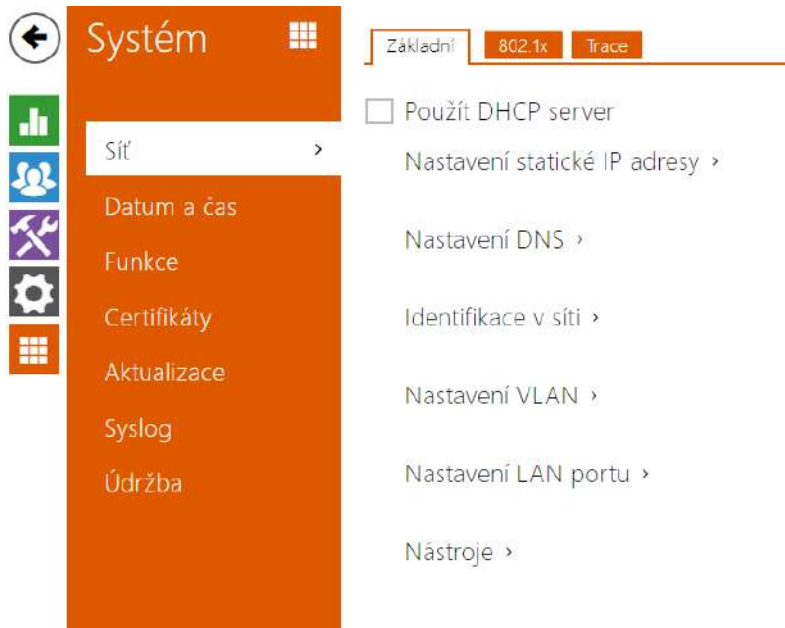 Systém
Síť
Datum a čas
Funkce
Certifikáty
Aktualizace
Syslog
Údržba
Základní 802.1x Trace
Použít DHCP server
Nastavení statické IP adresy
Nastavení DNS
Identifikace v síti
Nastavení VLAN
Nastavení LAN portu
Nástroje